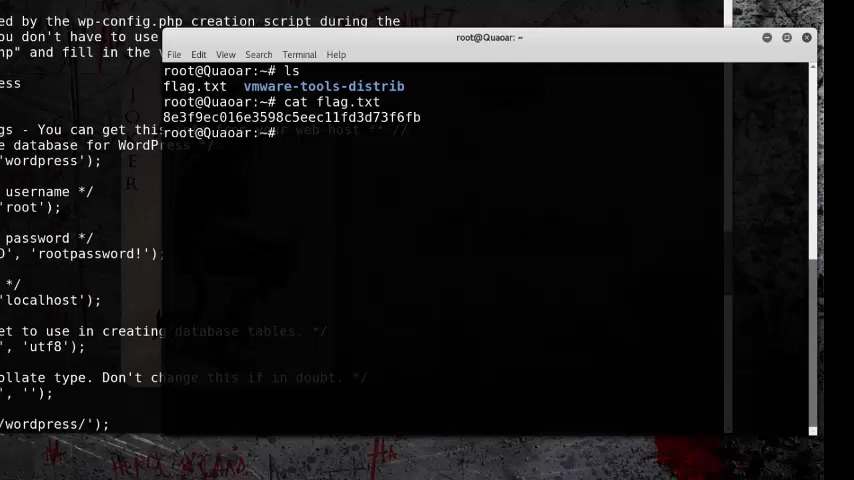 ed by the wp-config.php creation script during the
ou don't have to use
np" and fill in the
ess
gs - You can get this your web host ** //
e database for WordPress */
'wordpress');
username */
'root');
password */
D', 'rootpassword!');
*/
'localhost');
et to use in creating database tables. */
', 'utf8');
ollate type. Don't change this if in doubt. */
', '');
/wordpress/');
root@Quaoar: ~
File Edit View Search Terminal Help
root@Quaoar:~# ls
flag.txt vmware-tools-distrib
root@Quaoar:~# cat flag.txt
8e3f9ec016e3598c5eec11fd3d73f6fb
root@Quaoar:~#
JOKER